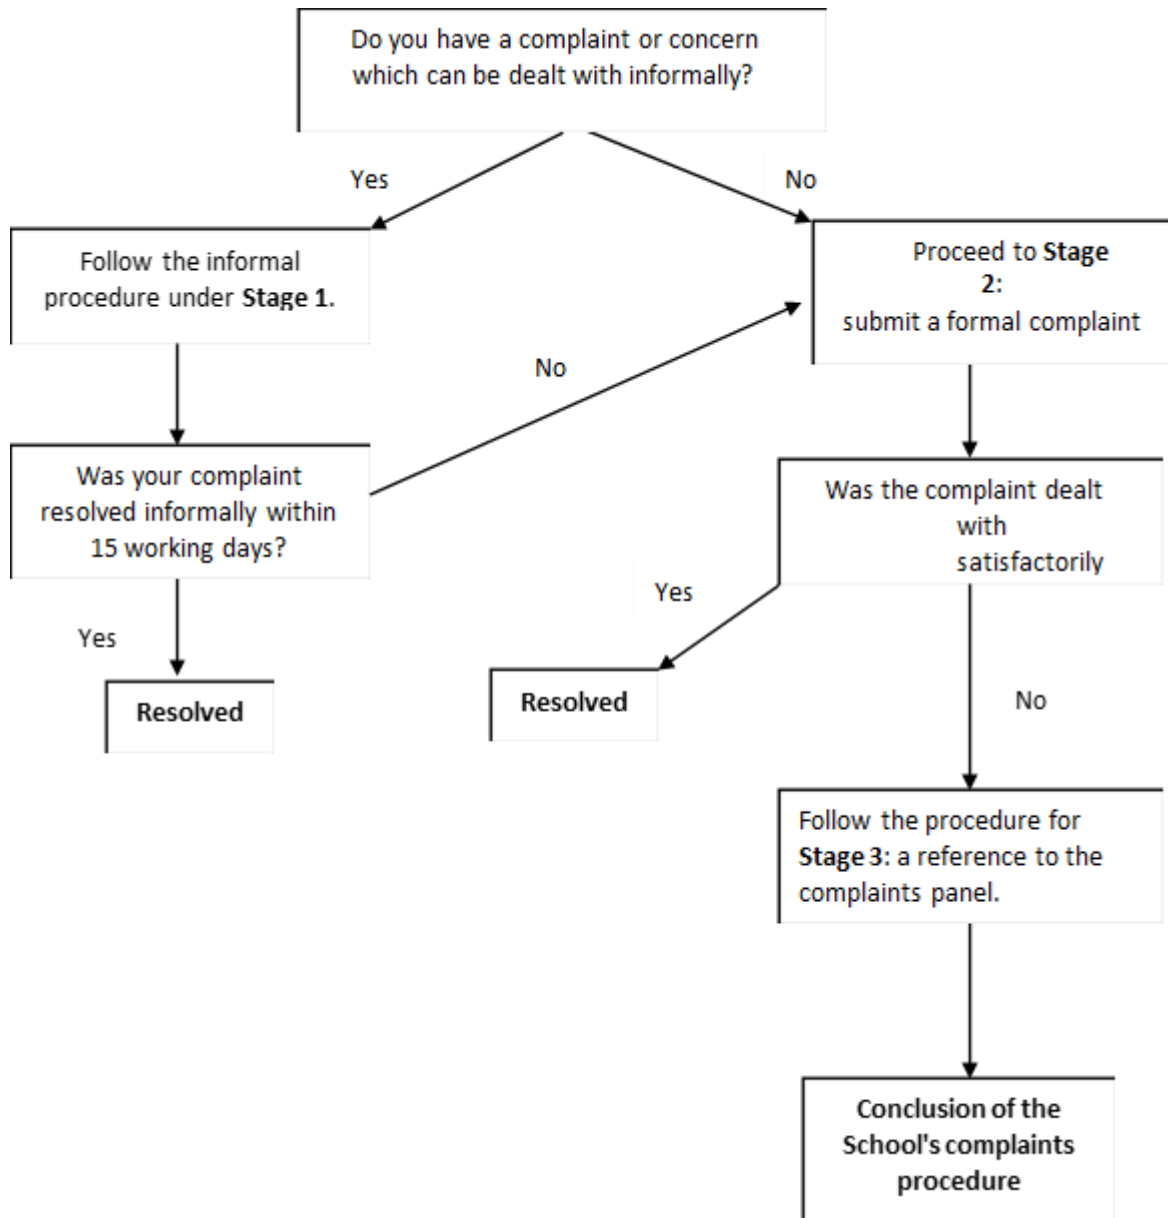 Do you have a complaint or concern
which can be dealt with informally?
Yes
No
Follow the informal
procedure under Stage 1.
Proceed to Stage
2:
submit a formal complaint
No
Was your complaint
resolved informally within
15 working days?
Was the complaint dealt
with
satisfactorily
Yes
Yes
Resolved
Resolved
No
Follow the procedure for
Stage 3: a reference to the
complaints panel.
Conclusion of the
School's complaints
procedure